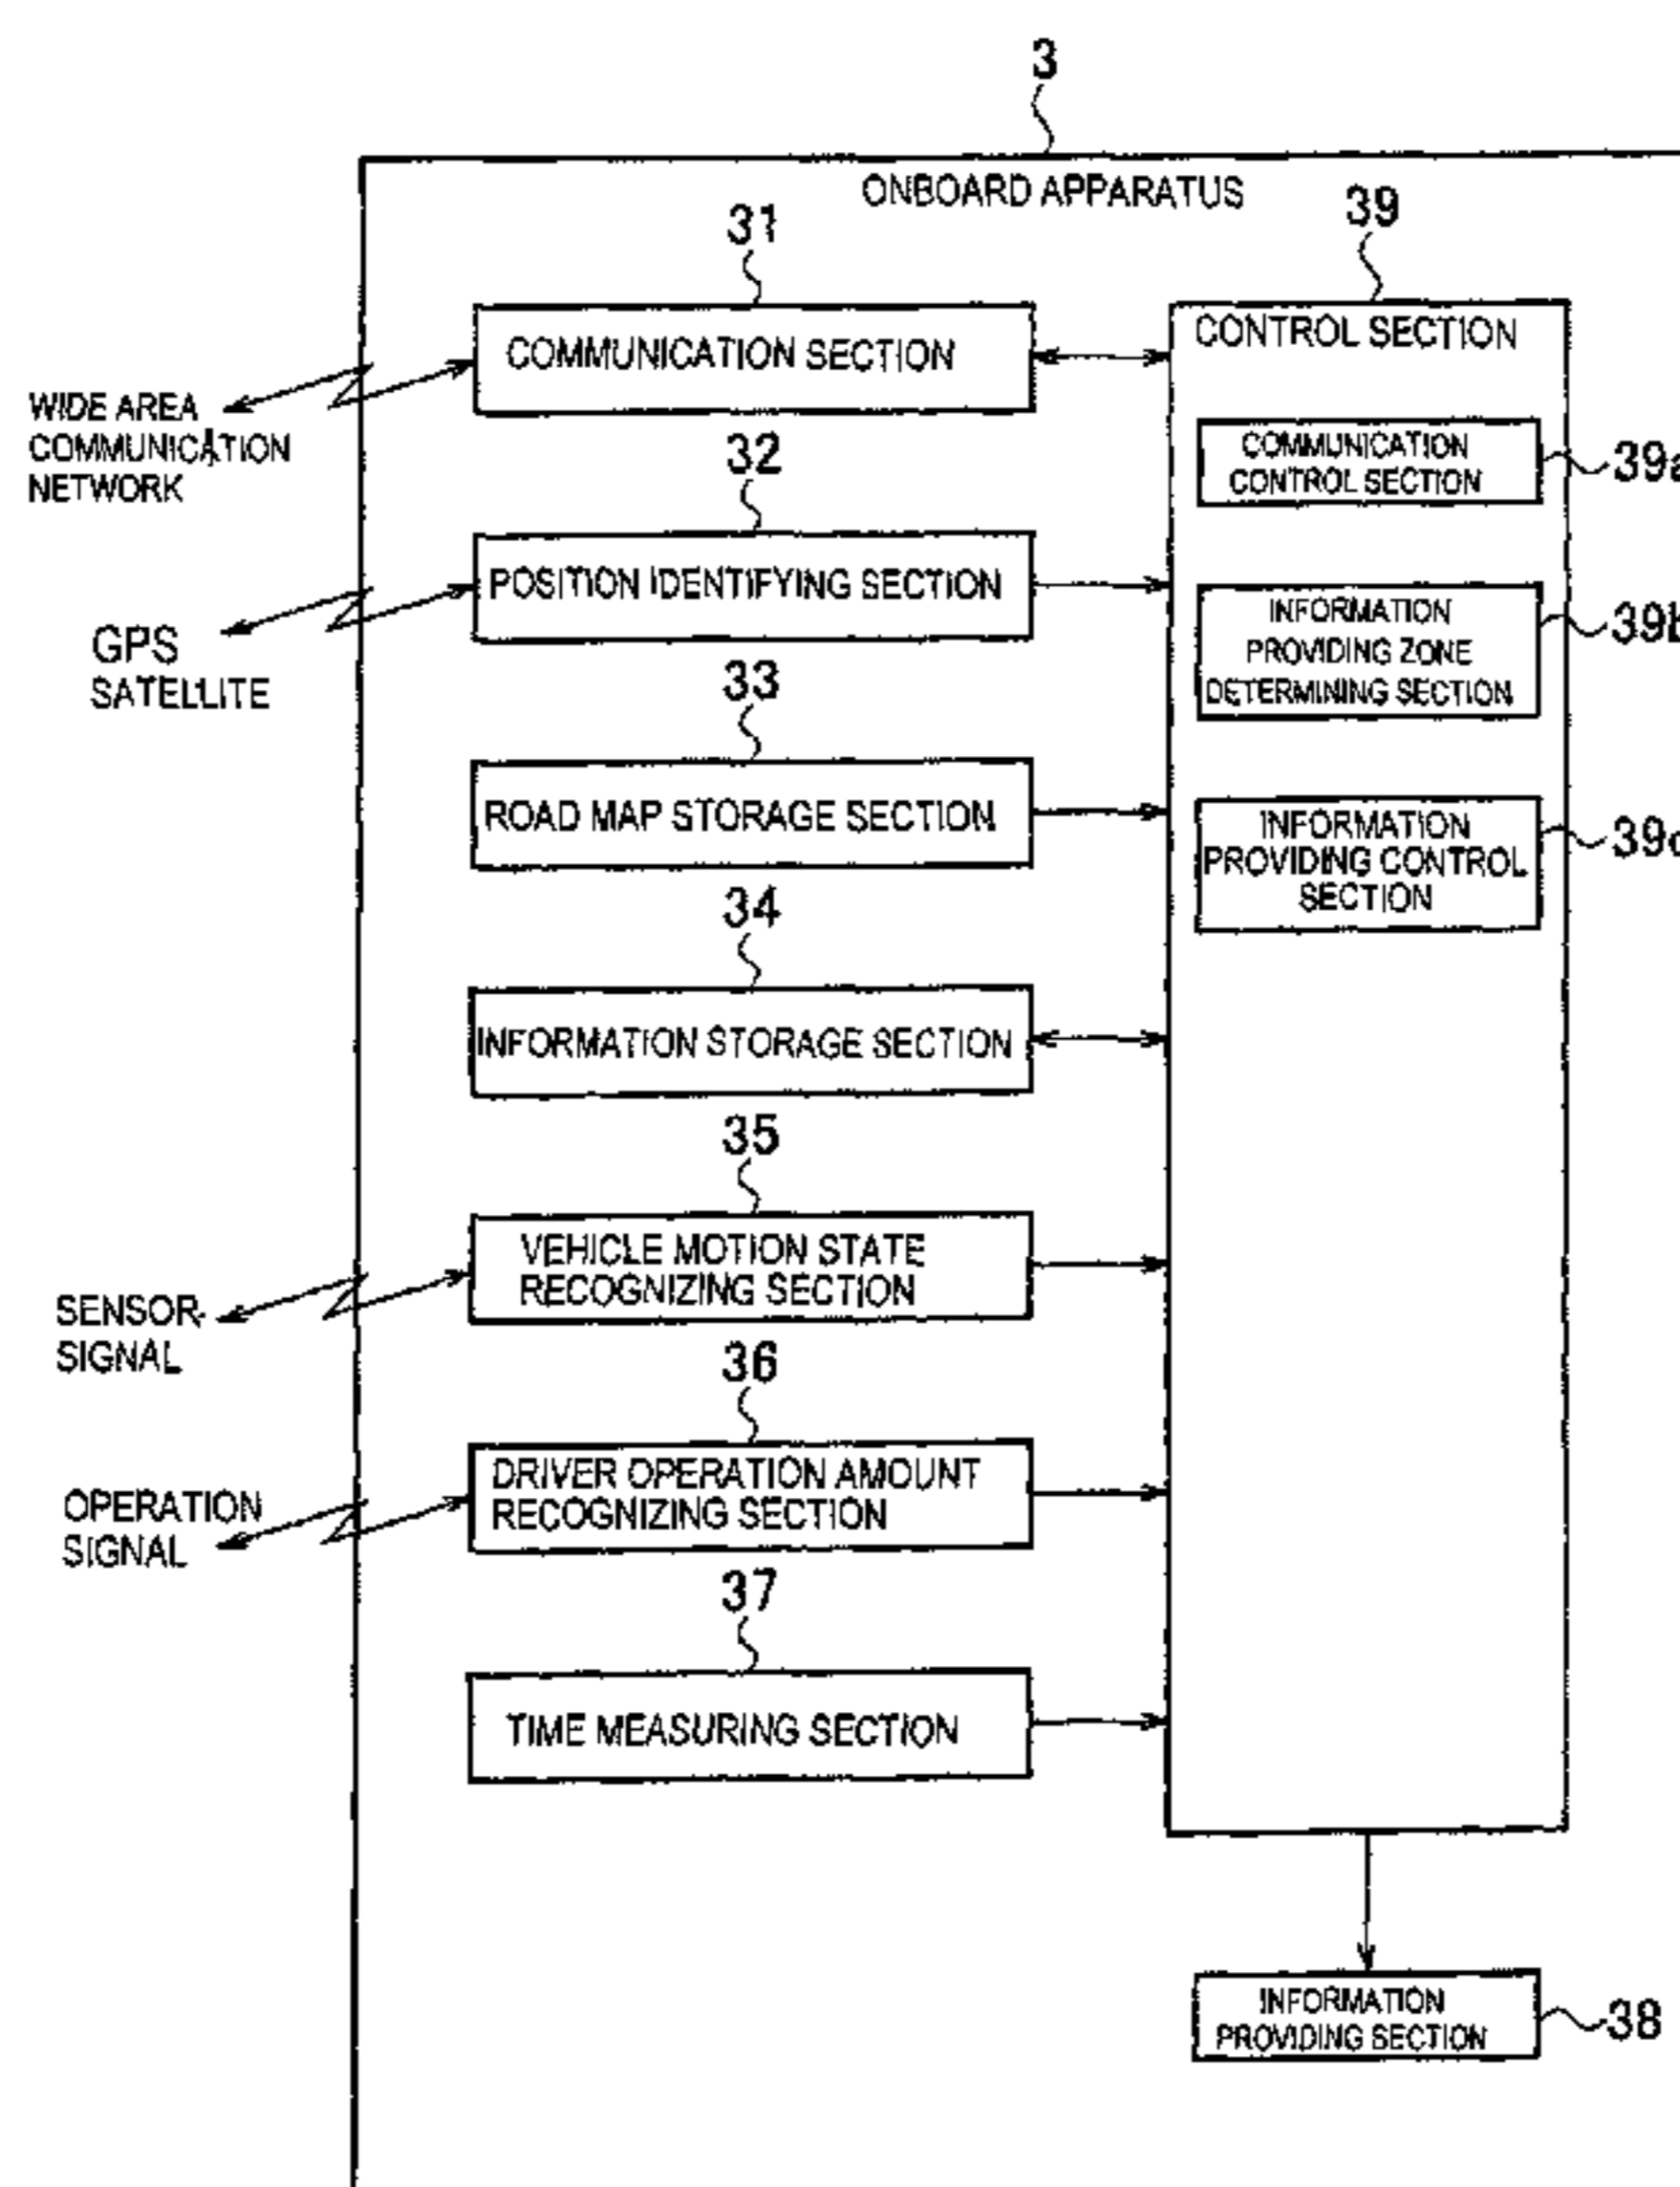 3
ONBOARD APPARATUS
31
39
COMMUNICATION SECTION
CONTROL SECTION
WIDE AREA
COMMUNICATION
NETWORK
COMMUNICATION
CONTROL SECTION
39a
32
POSITION IDENTIFYING SECTION
GPS
SATELLITE
INFORMATION
PROVIDING ZONE
DETERMINING SECTION
39b
33
ROAD MAP STORAGE SECTION
INFORMATION
PROVIDING CONTROL
SECTION
39c
34
INFORMATION STORAGE SECTION
35
VEHICLE MOTION STATE
RECOGNIZING SECTION
SENSOR
SIGNAL
36
DRIVER OPERATION AMOUNT
RECOGNIZING SECTION
OPERATION
SIGNAL
37
TIME MEASURING SECTION
INFORMATION
PROVIDING SECTION
38